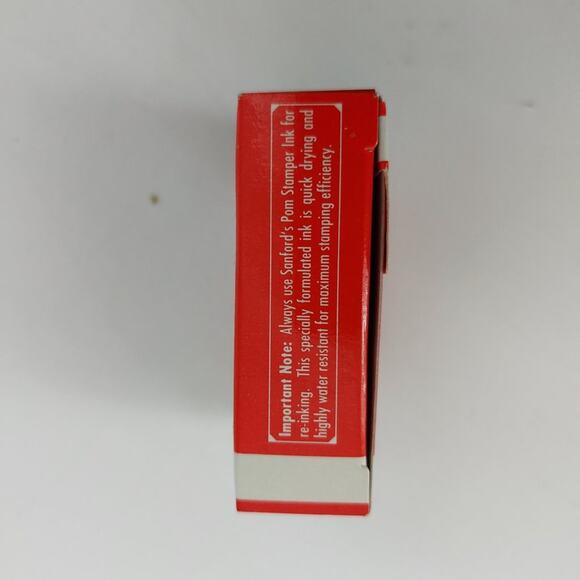 Important Note: Always use Sanford's Pom Stamper Ink for
re-inking. This specially formulated ink is quick drying and
highly water resistant for maximum stamping efficiency.